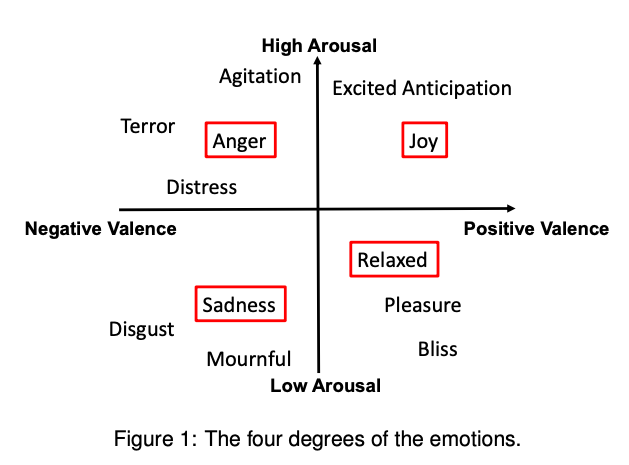 High Arousal
Agitation
Excited Anticipation
Terror
Anger
Joy
Distress
Negative Valence
Positive Valence
Relaxed
Sadness
Pleasure
Disgust
Bliss
Mournful
Low Arousal
Figure 1: The four degrees of the emotions.